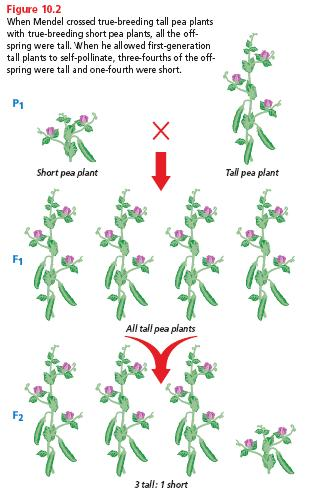 Figure 10.2
When Mendel crossed true-breeding tall pea plants
with true-breeding short pea plants, all the off-
spring were tall. When he allowed first-generation
tall plants to self-pollinate, three-fourths of the off-
spring were tall and one-fourth were short.
P1
Short pea plant
Tall pea plant
F1
All tall pea plants
F2
3 tall: 1 short